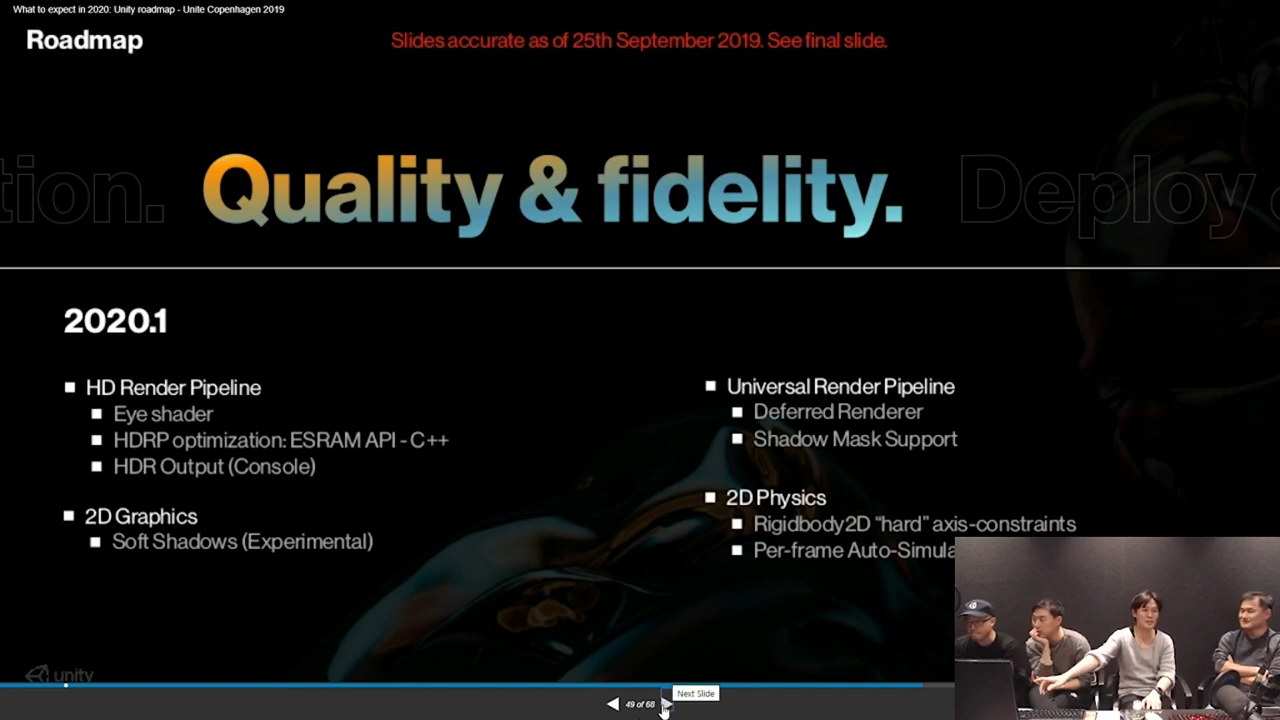 What to expect in 2020: Unity roadmap - Unite Copenhagen 2019
Roadmap
Slides accurate as of 25th September 2019. See final slide.
tion. Quality & fidelity. Deploy &
2020.1
HD Render Pipeline
Eye shader
HDRP optimization: ESRAM API - C++
HDR Output (Console)
2D Graphics
Soft Shadows (Experimental)
Universal Render Pipeline
Deferred Renderer
Shadow Mask Support
2D Physics
Rigidbody2D “hard” axis-constraints
Per-frame Auto-Simula
unity
Next Slide
49 of 68